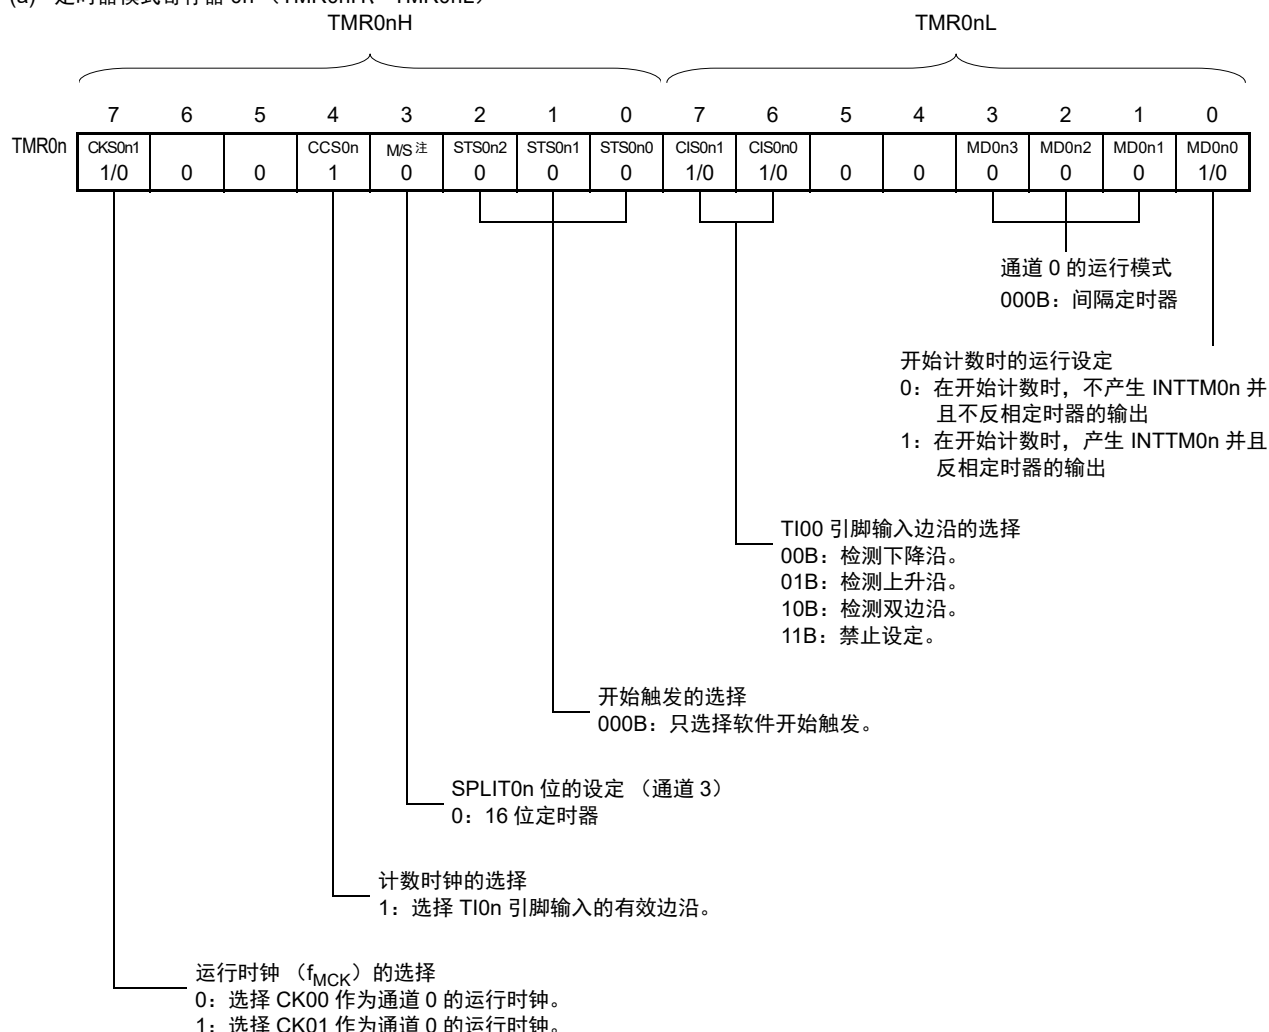 (a) 定时器模式寄存器 0n （TMR0nH、 TMR0nL）
TMR0nH TMR0nL
7 6 5 4 3 2 1 0 7 6 5 4 3 2 1 0
TMR0n CKS0n1 CCS0n M/S 注 STS0n2 STS0n1 STS0n0 CIS0n1 CIS0n0 MD0n3 MD0n2 MD0n1 MD0n0
1/0 0 0 1 0 0 0 0 1/0 1/0 0 0 0 0 0 1/0
通道 0 的运行模式
000B：间隔定时器
开始计数时的运行设定
0：在开始计数时，不产生 INTTM0n 并
且不反相定时器的输出
1：在开始计数时，产生 INTTM0n 并且
反相定时器的输出
TI00 引脚输入边沿的选择
00B：检测下降沿。
01B：检测上升沿。
10B：检测双边沿。
11B：禁止设定。
开始触发的选择
000B：只选择软件开始触发。
SPLIT0n 位的设定 （通道 3）
0：16 位定时器
计数时钟的选择
1：选择 TI0n 引脚输入的有效边沿。
运行时钟 （fMCK）的选择
0：选择 CK00 作为通道 0 的运行时钟。
1：选择 CK01 作为通道 0 的运行时钟。